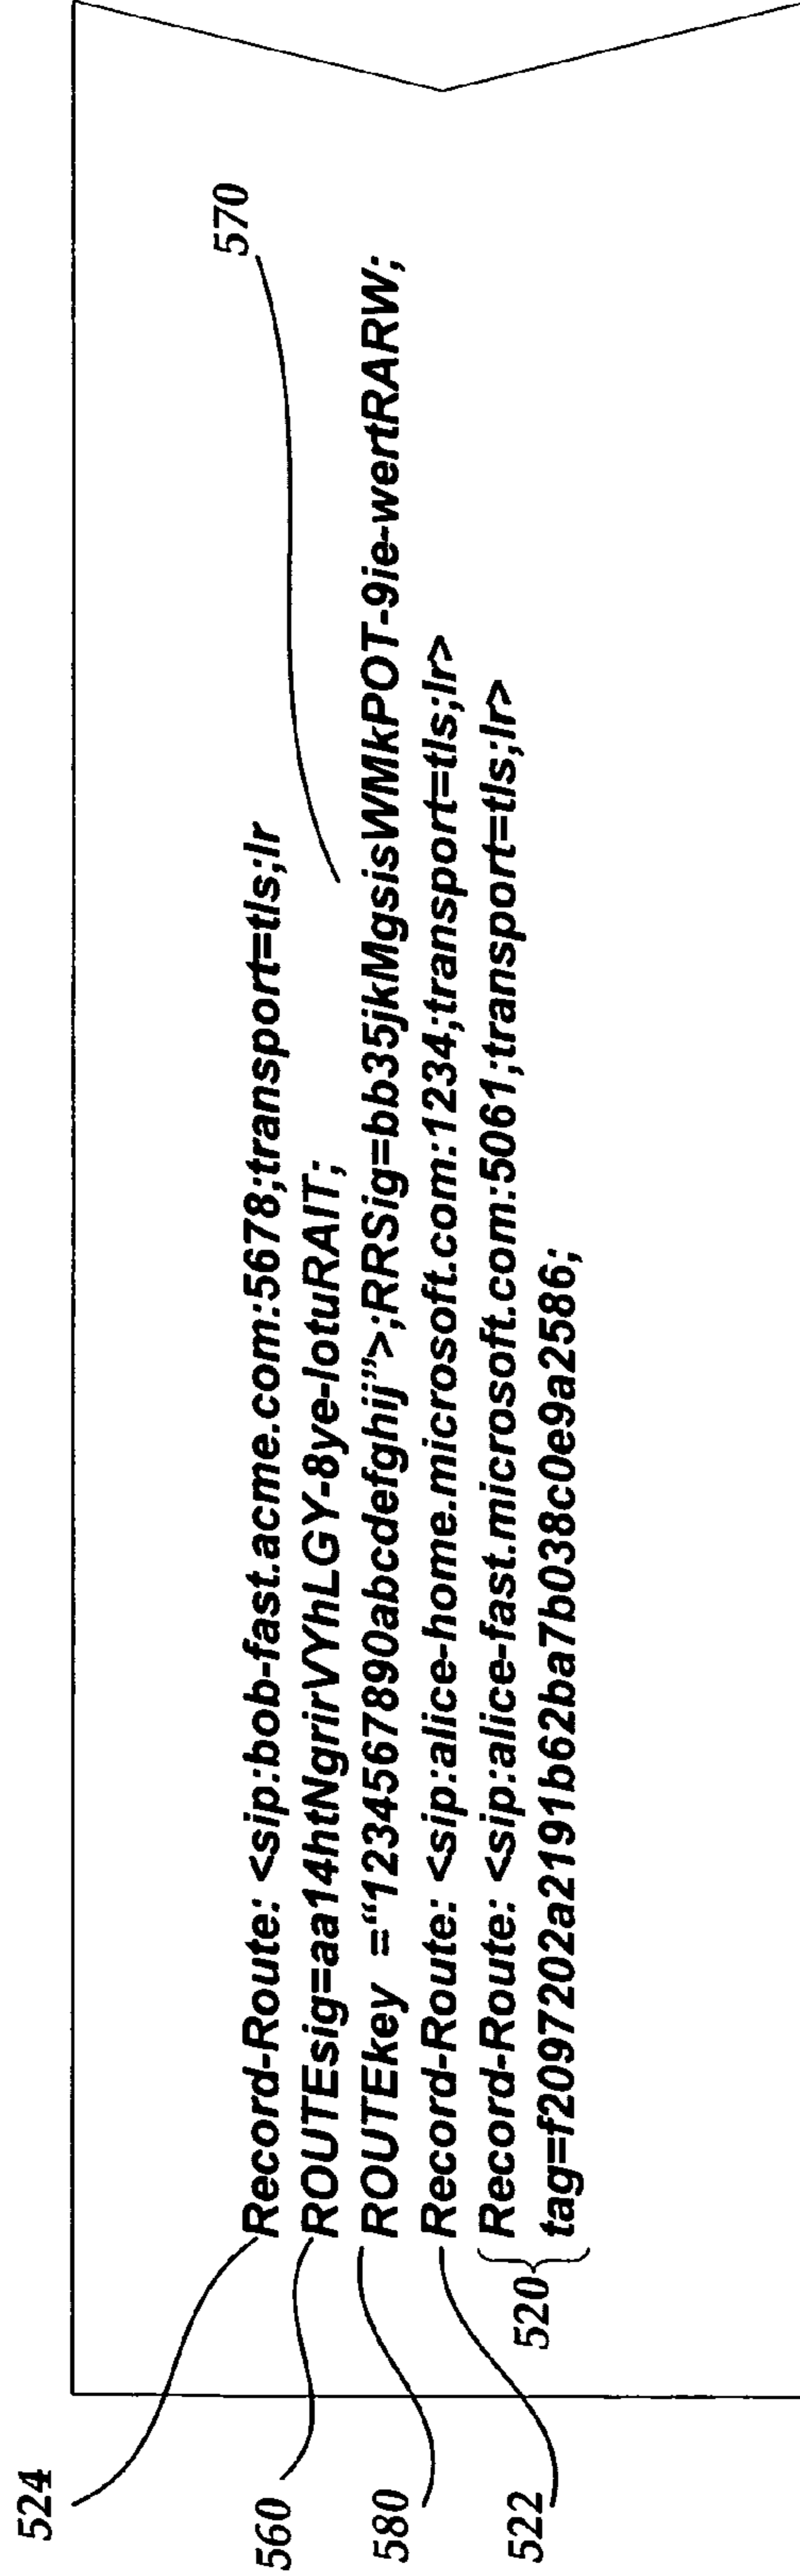 570
524 Record-Route: <sip:bob-fast.acme.com:5678;transport=tls;lr
560 ROUTEsig=aa14htNgrirVYhLGY-8ye-lotuRAIT;
580 ROUTEkey =“1234567890abcdefghij”>;RRSig=bb35jkMgsisWMkPOT-9ie-wertRARW;
522 Record-Route: <sip:alice-home.microsoft.com:1234;transport=tls;lr>
520 Record-Route: <sip:alice-fast.microsoft.com:5061;transport=tls;lr>
tag=f2097202a2191b62ba7b038c0e9a2586;